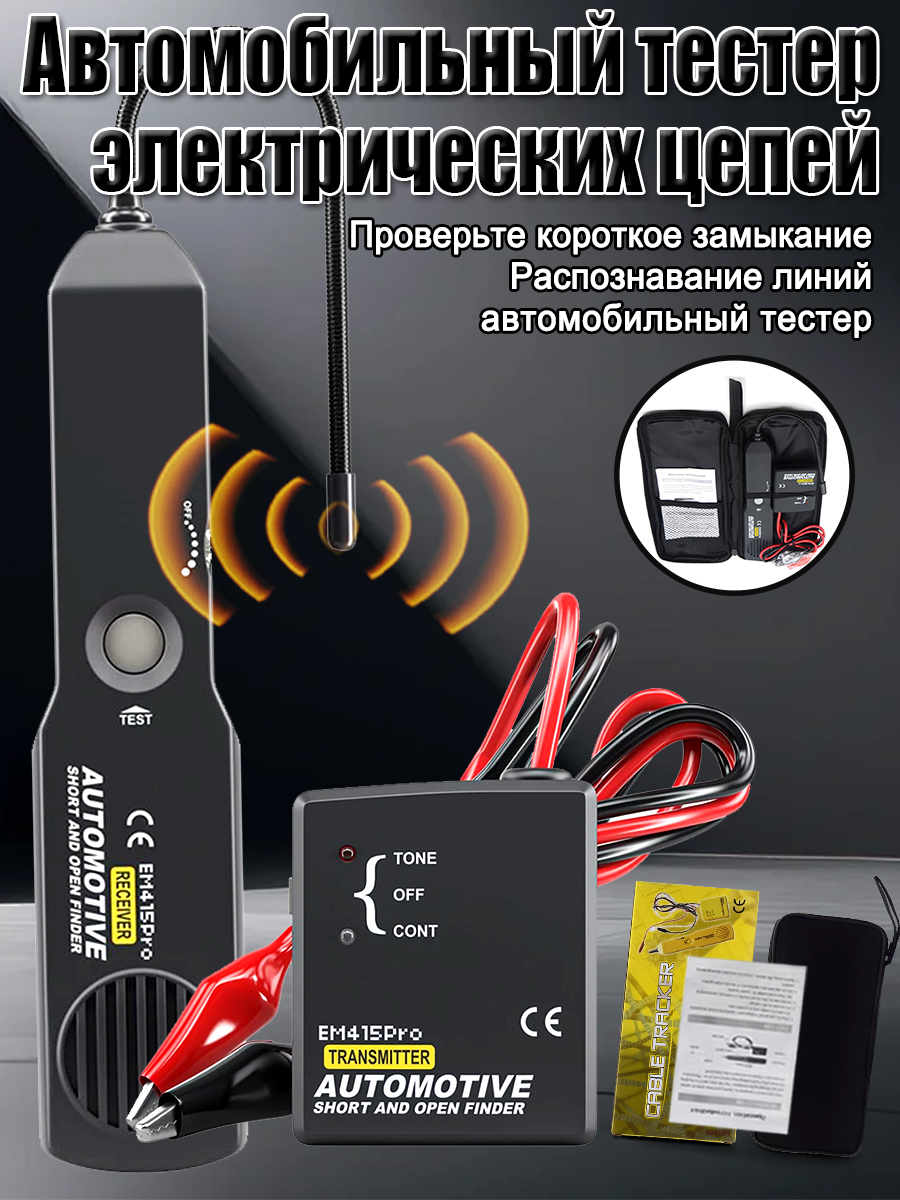 Автомобильный тестер
электрических цепей
Проверьте короткое замыкание
Распознавание линий
автомобильный тестер
OFF
TEST
AUTOMOTIVE
SHORT AND OPEN FINDER
RECEIVER
CE EM415Pro
TONE
OFF
CONT
EM415Pro
CE
TRANSMITTER
AUTOMOTIVE
SHORT AND OPEN FINDER
CE
CABLE TRACKER